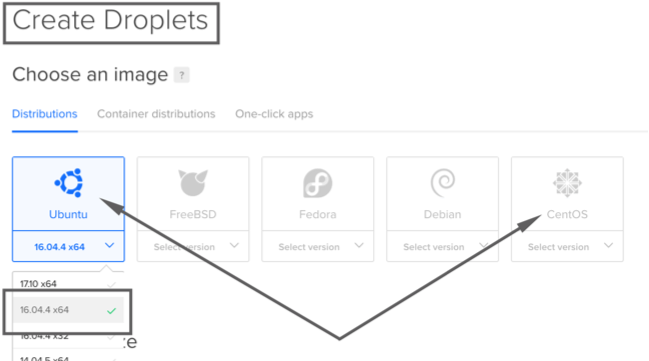 Create Droplets
Choose an image ?
Distributions Container distributions One-click apps
Ubuntu FreeBSD Fedora Debian CentOS
16.04.4 x64 Select version Select version Select version Select version
17.10 x64
16.04.4 x64
16.04.4 x32
14.04.5 x64